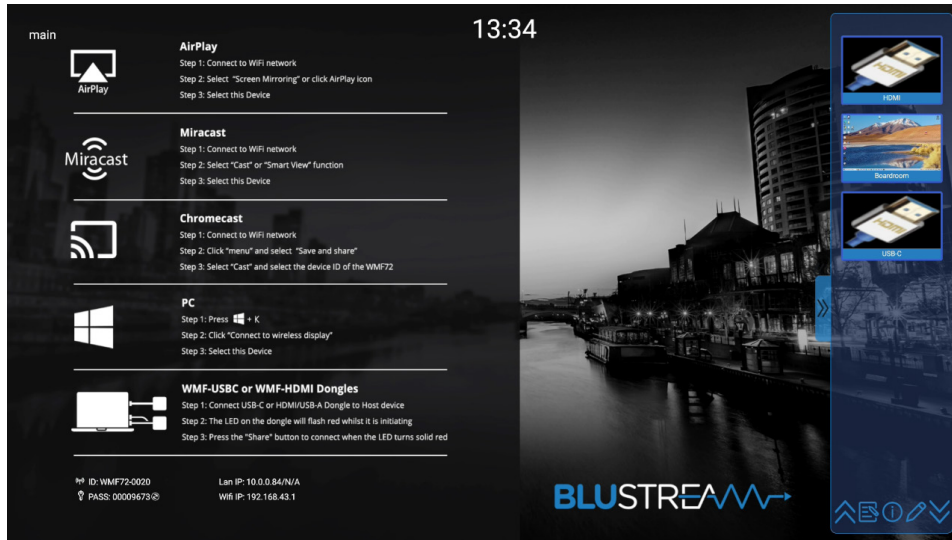 main
13:34
AirPlay
AirPlay
Step 1: Connect to WiFi network
Step 2: Select "Screen Mirroring" or click AirPlay icon
Step 3: Select this Device
Miracast
Miracast
Step 1: Connect to WiFi network
Step 2: Select "Cast" or "Smart View" function
Step 3: Select this Device
Chromecast
Step 1: Connect to WiFi network
Step 2: Click "menu" and select "Save and share"
Step 3: Select "Cast" and select the device ID of the WMF72
PC
Step 1: Press + K
Step 2: Click "Connect to wireless display"
Step 3: Select this Device
WMF-USBC or WMF-HDMI Dongles
Step 1: Connect USB-C or HDMI/USB-A Dongle to Host device
Step 2: The LED on the dongle will flash red whilst it is initiating
Step 3: Press the "Share" button to connect when the LED turns solid red
ID: WMF72-0020
Lan IP: 10.0.0.84/N/A
PASS: 00009673
Wifi IP: 192.168.43.1
BLUSTREAM
HDMI
HDMI
Boardroom
HDMI
USB-C